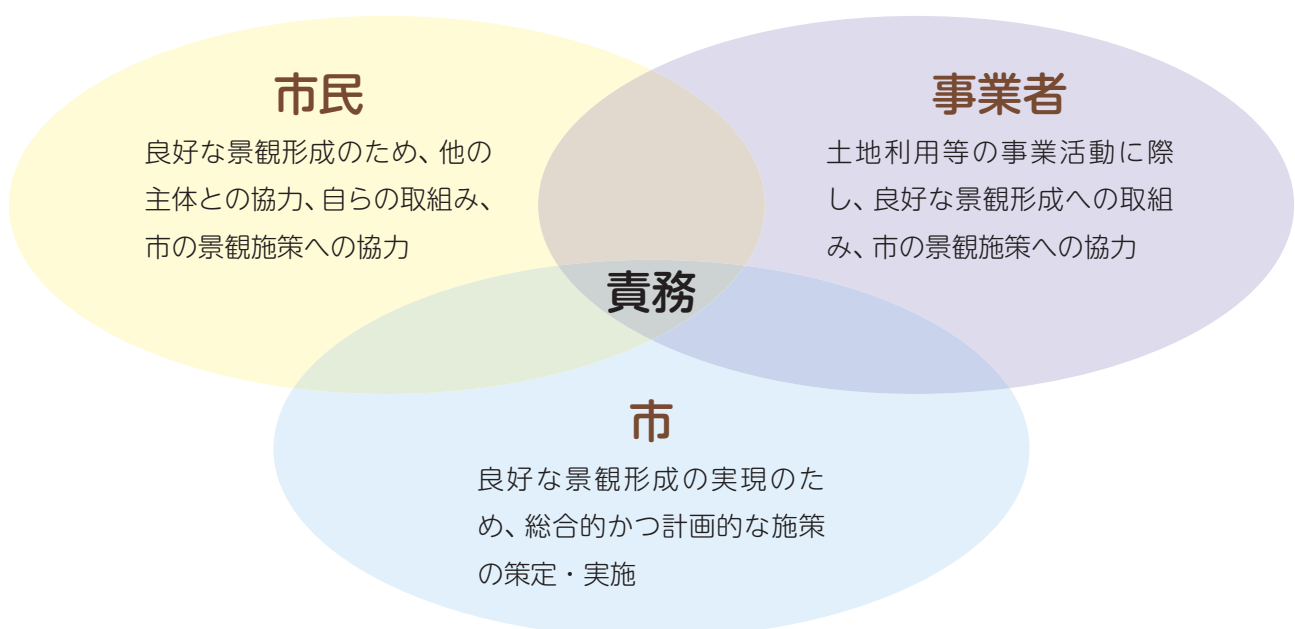 市民
良好な景観形成のため、他の
主体との協力、自らの取組み、
市の景観施策への協力
事業者
土地利用等の事業活動に際
し、良好な景観形成への取組
み、市の景観施策への協力
責務
市
良好な景観形成の実現のた
め、総合的かつ計画的な施策
の策定・実施